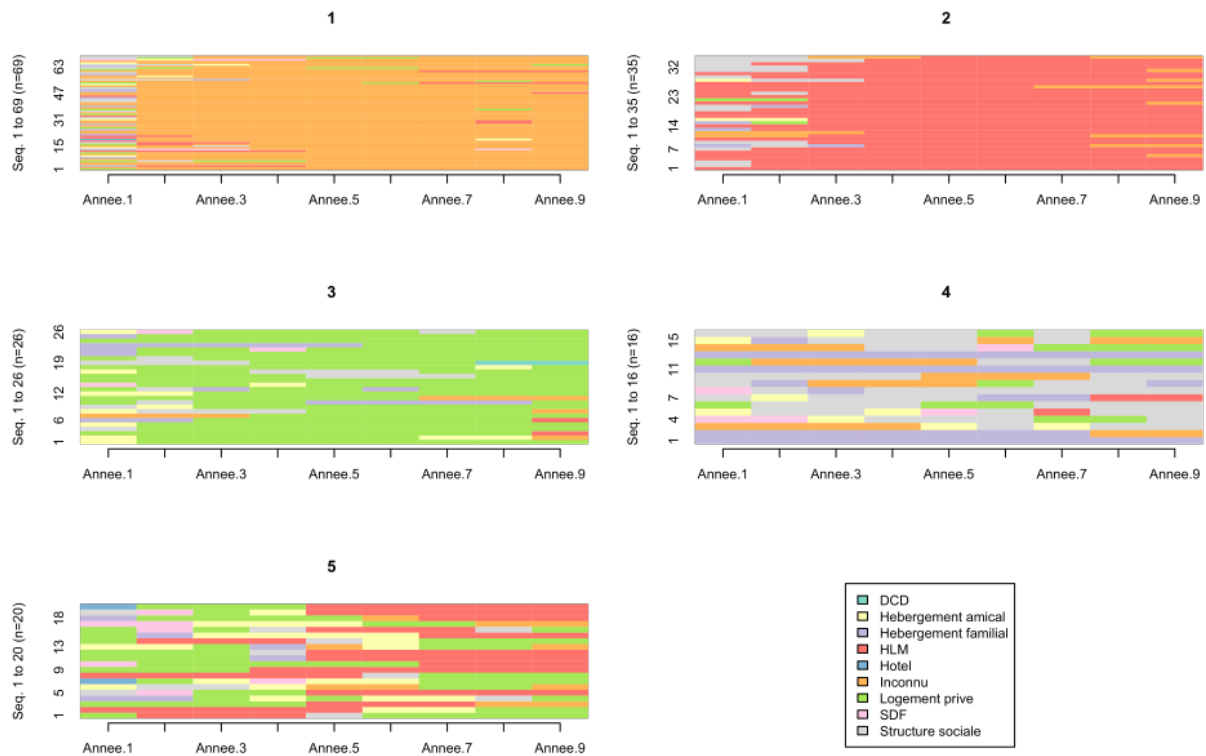 1
Seq. 1 to 69 (n=69)
1 15 31 47 63
Annee.1 Annee.3 Annee.5 Annee.7 Annee.9
2
Seq. 1 to 35 (n=35)
1 7 14 23 32
Annee.1 Annee.3 Annee.5 Annee.7 Annee.9
3
Seq. 1 to 26 (n=26)
1 6 12 19 26
Annee.1 Annee.3 Annee.5 Annee.7 Annee.9
4
Seq. 1 to 16 (n=16)
1 4 7 11 15
Annee.1 Annee.3 Annee.5 Annee.7 Annee.9
5
Seq. 1 to 20 (n=20)
1 5 9 13 18
Annee.1 Annee.3 Annee.5 Annee.7 Annee.9
DCD
Hebergement amical
Hebergement familial
HLM
Hotel
Inconnu
Logement prive
SDF
Structure sociale